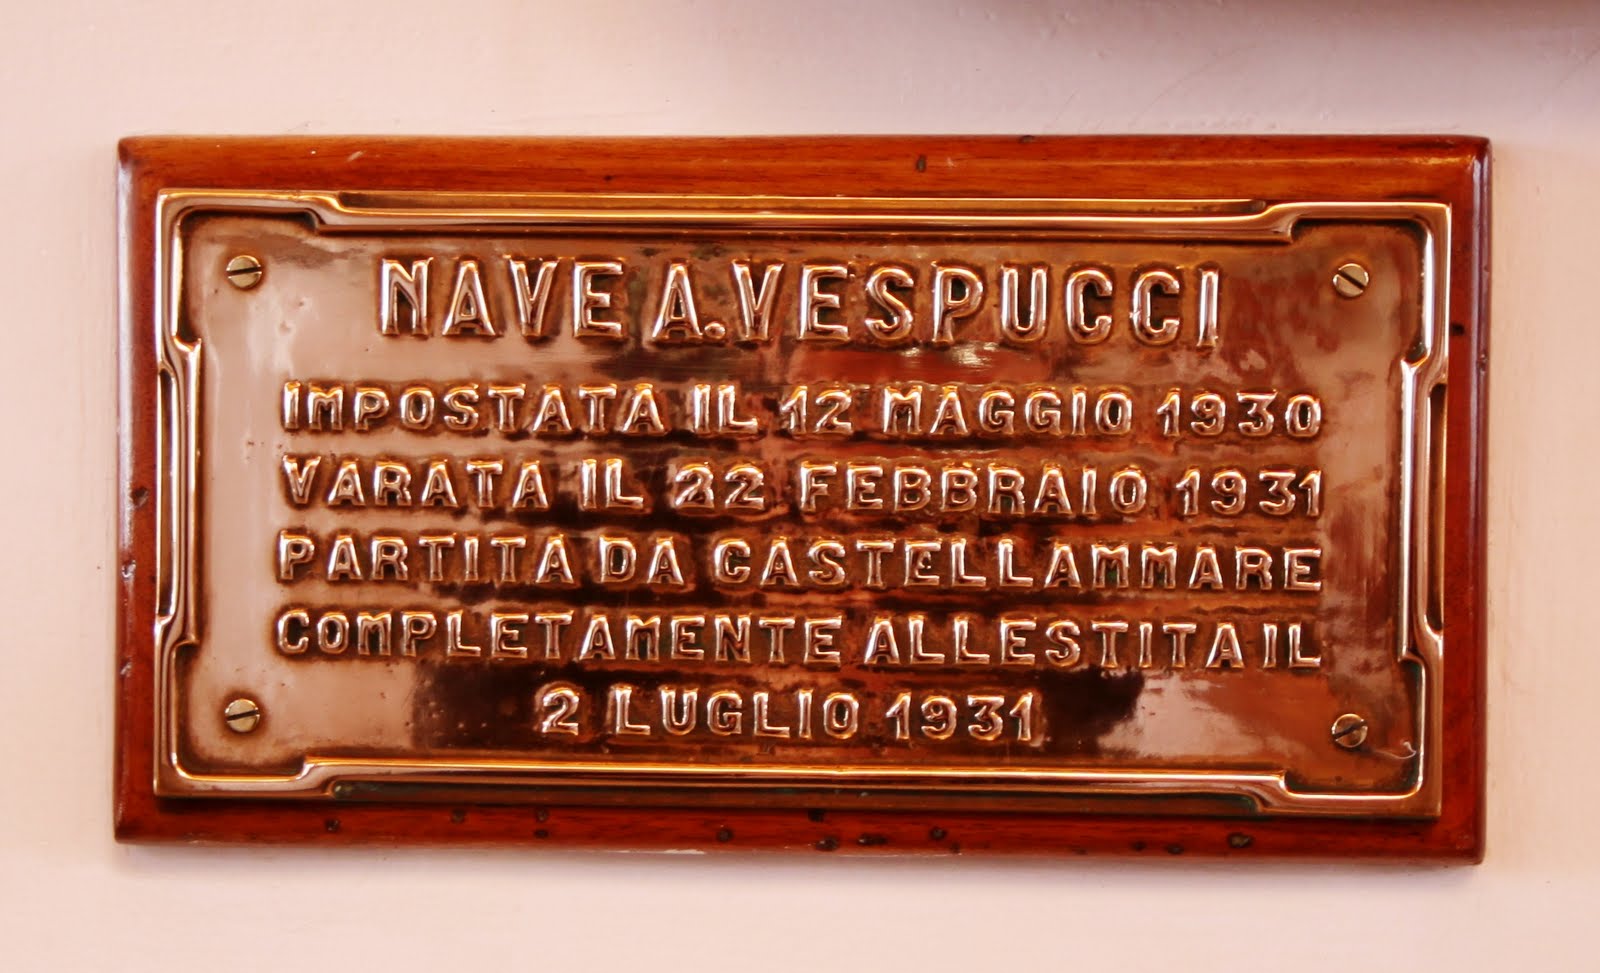 NAVE A. VESPUCCI
IMPOSTATA IL 12 MAGGIO 1930
VARATA IL 22 FEBBRAIO 1931
PARTITA DA CASTELLAMMARE
COMPLETAMENTE ALLESTITA IL
2 LUGLIO 1931